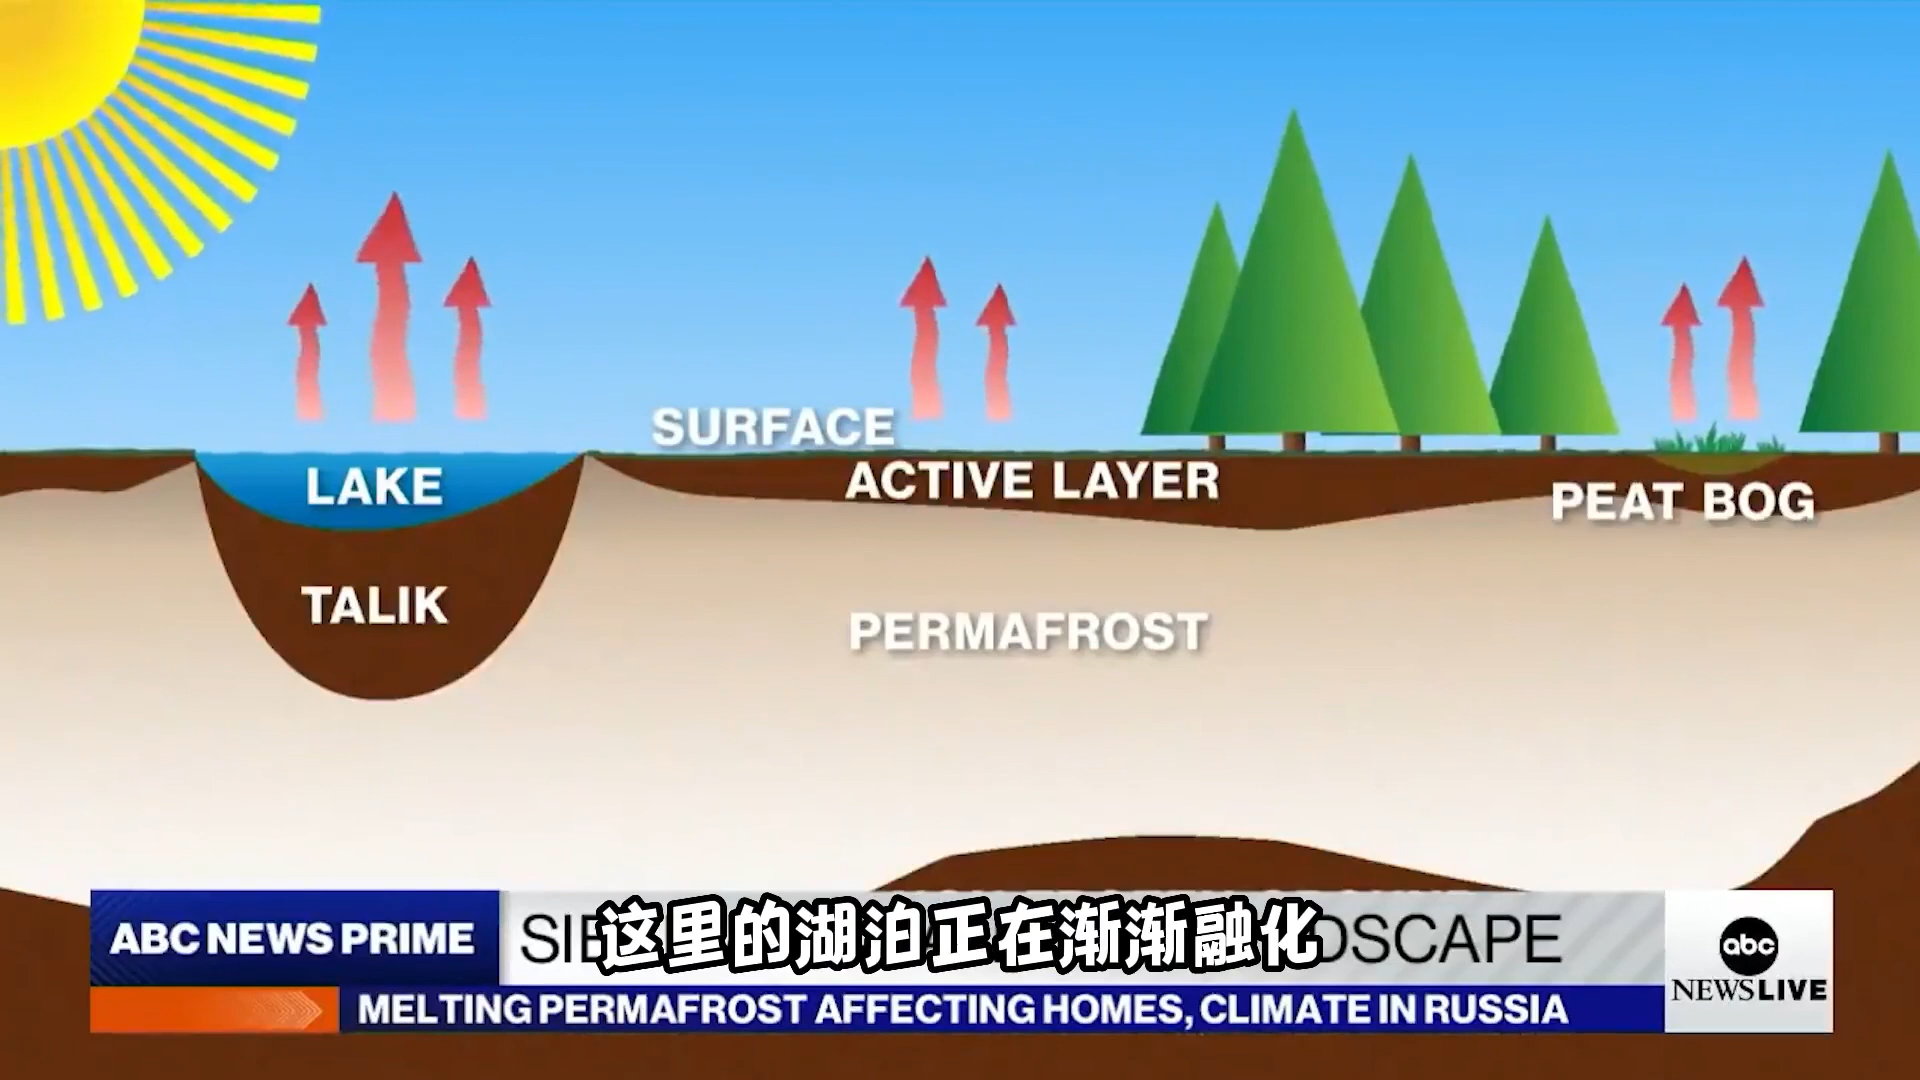 SURFACE
LAKE
ACTIVE LAYER
PEAT BOG
TALIK
PERMAFROST
ABC NEWS PRIME
这里的湖泊正在渐渐融化
abc
NEWSLIVE
MELTING PERMAFROST AFFECTING HOMES, CLIMATE IN RUSSIA